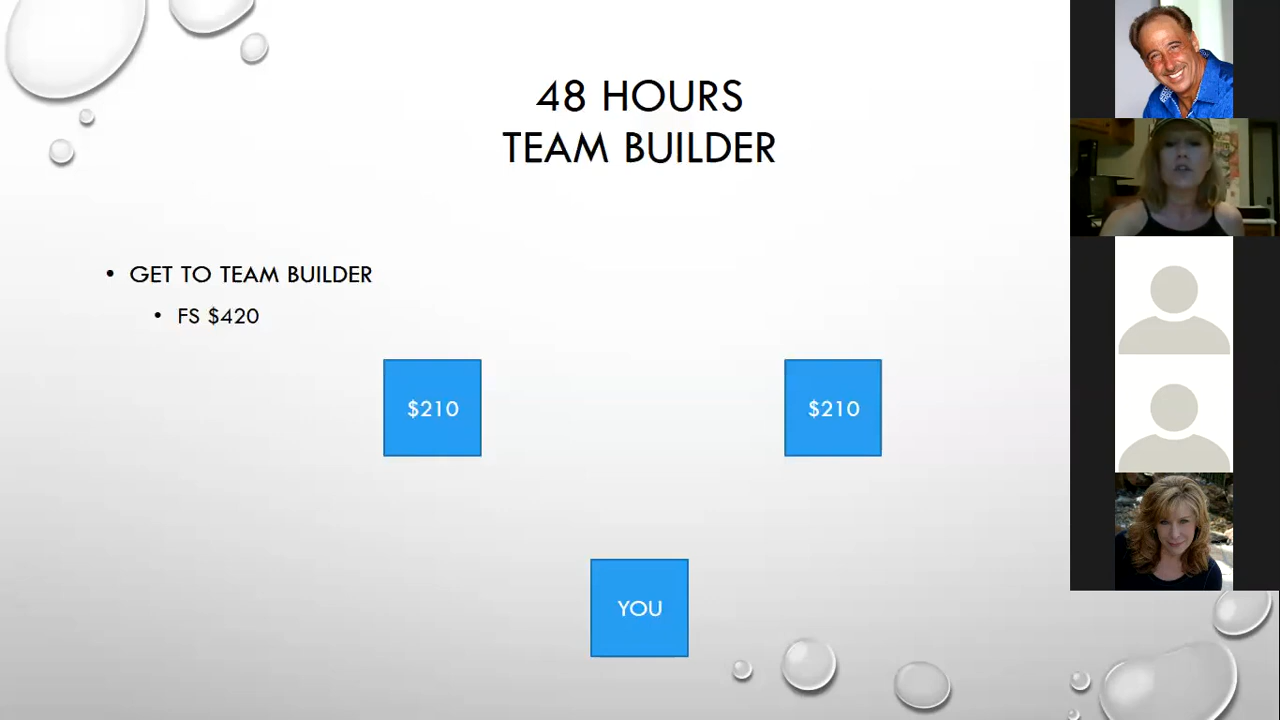 48 HOURS
TEAM BUILDER
• GET TO TEAM BUILDER
• FS $420
$210
$210
YOU